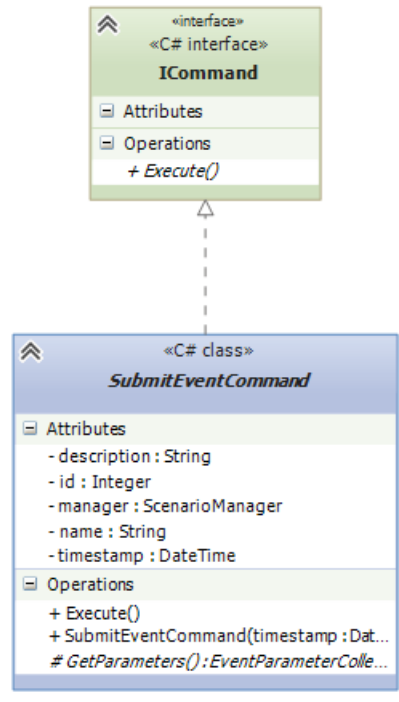 «interface»
«C# interface»
ICommand
Attributes
Operations
+ Execute()
«C# class»
SubmitEventCommand
Attributes
- description : String
- id : Integer
- manager : ScenarioManager
- name : String
- timestamp : DateTime
Operations
+ Execute()
+ SubmitEventCommand(timestamp : Dat...
# GetParameters() : EventParameterColle...